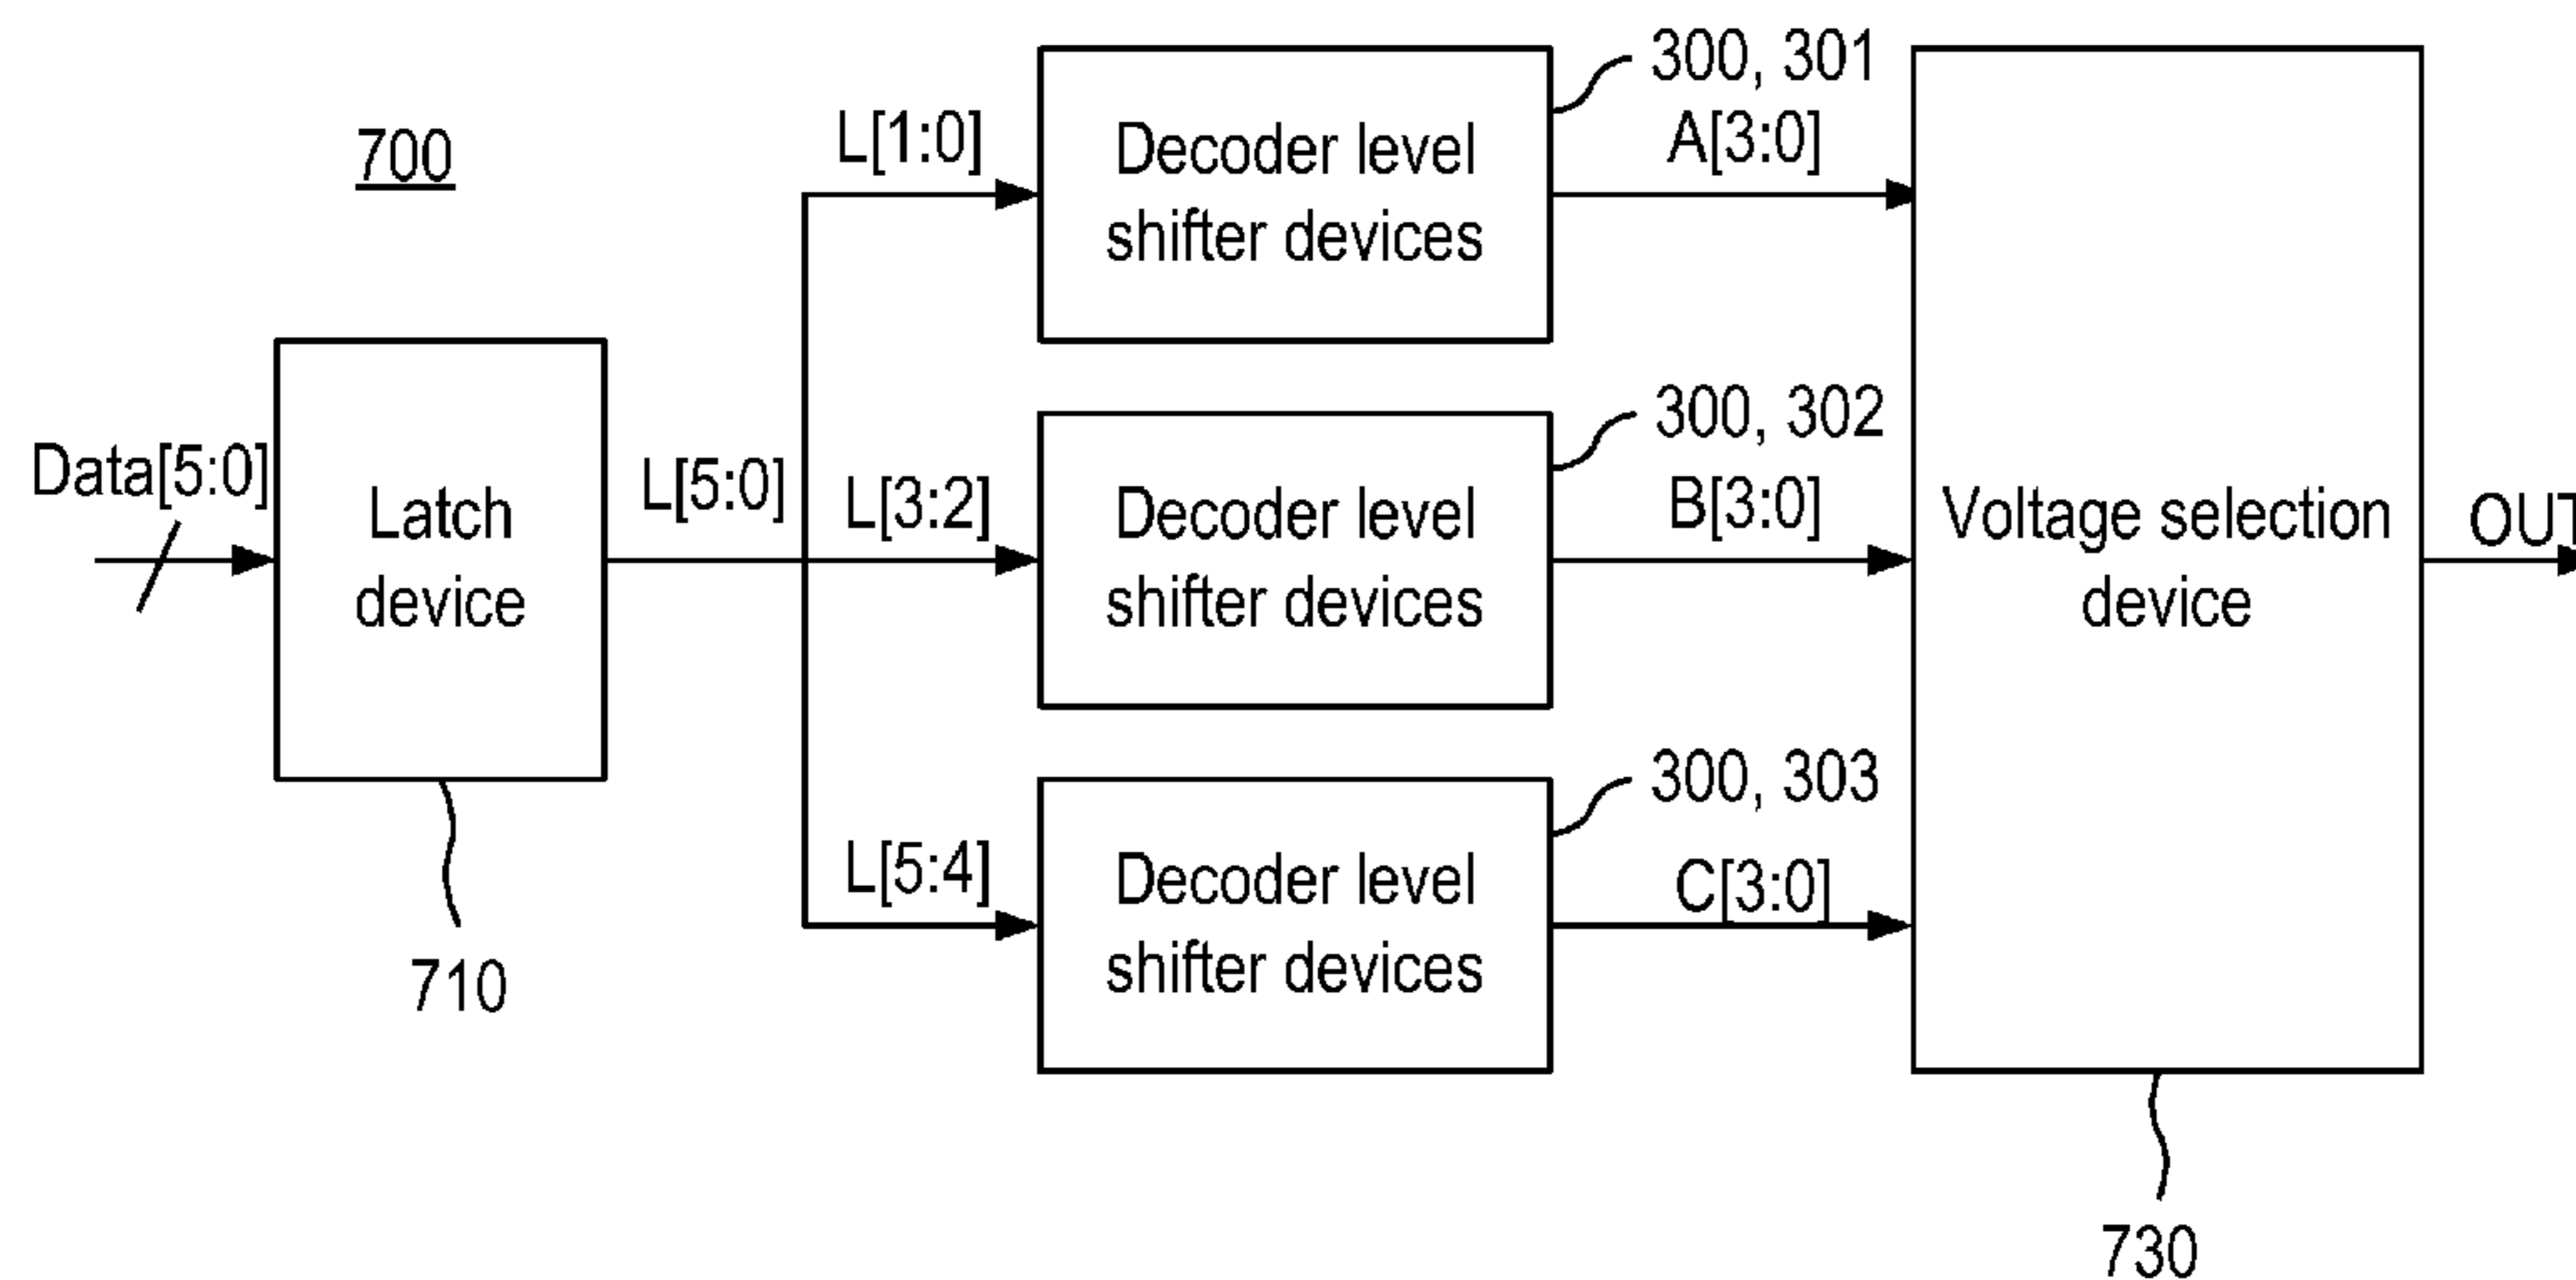 700
Data[5:0]
Latch
device
710
L[5:0]
L[1:0]
Decoder level
shifter devices
300, 301
A[3:0]
L[3:2]
Decoder level
shifter devices
300, 302
B[3:0]
L[5:4]
Decoder level
shifter devices
300, 303
C[3:0]
Voltage selection
device
730
OUT